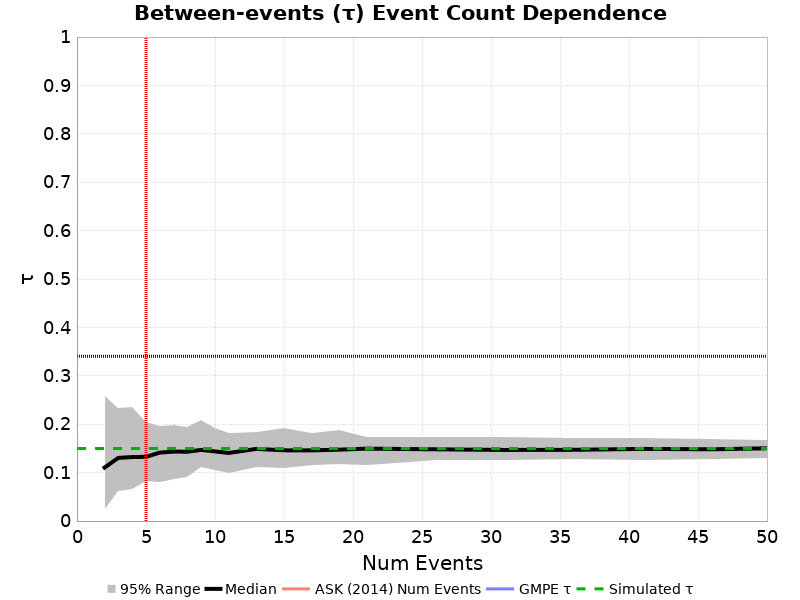 Between-events (τ) Event Count Dependence
1
0.9
0.8
0.7
0.6
0.5
0.4
0.3
0.2
0.1
0
τ
0 5 10 15 20 25 30 35 40 45 50
Num Events
95% Range Median ASK (2014) Num Events GMPE τ Simulated τ